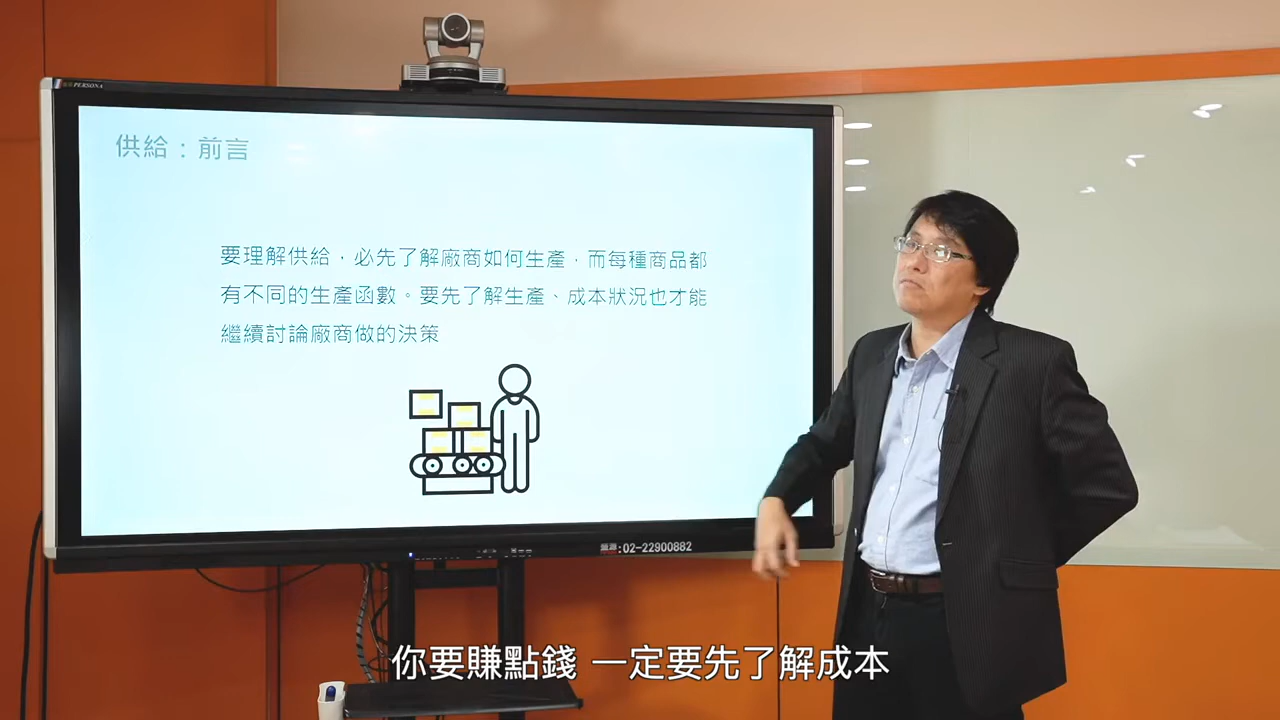 PERSONA
供給：前言
要理解供給，必先了解廠商如何生產，而每種商品都
有不同的生產函數。要先了解生產、成本狀況也才能
繼續討論廠商做的決策
:02-22900882
你要賺點錢 一定要先了解成本